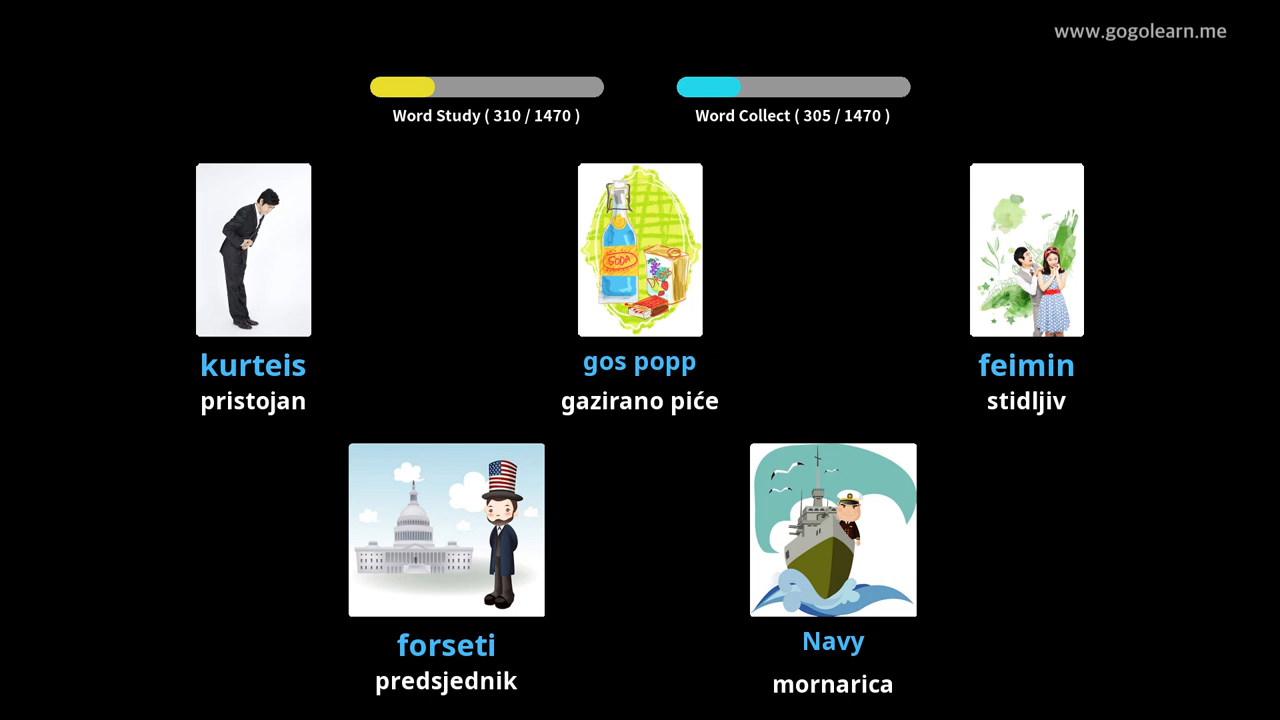 www.gogolearn.me
Word Study ( 310 / 1470 )
Word Collect ( 305 / 1470 )
SODA
kurteis
pristojan
gos popp
gazirano piće
feimin
stidljiv
forseti
predsjednik
Navy
mornarica